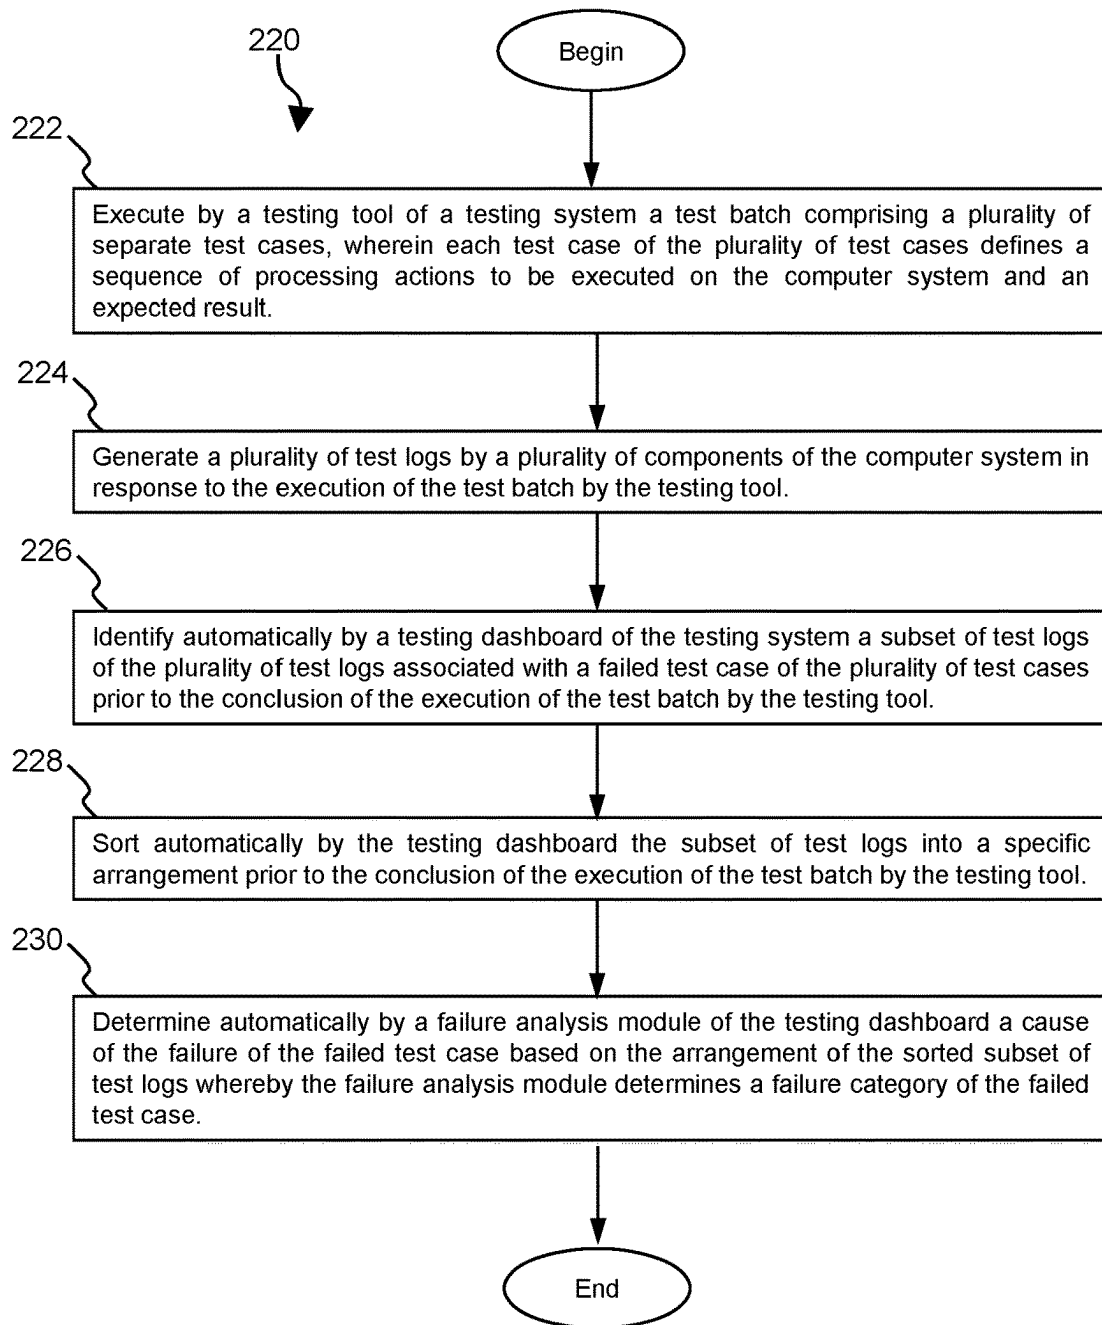 220
Begin
222
Execute by a testing tool of a testing system a test batch comprising a plurality of
separate test cases, wherein each test case of the plurality of test cases defines a
sequence of processing actions to be executed on the computer system and an
expected result.
224
Generate a plurality of test logs by a plurality of components of the computer system in
response to the execution of the test batch by the testing tool.
226
Identify automatically by a testing dashboard of the testing system a subset of test logs
of the plurality of test logs associated with a failed test case of the plurality of test cases
prior to the conclusion of the execution of the test batch by the testing tool.
228
Sort automatically by the testing dashboard the subset of test logs into a specific
arrangement prior to the conclusion of the execution of the test batch by the testing tool.
230
Determine automatically by a failure analysis module of the testing dashboard a cause
of the failure of the failed test case based on the arrangement of the sorted subset of
test logs whereby the failure analysis module determines a failure category of the failed
test case.
End